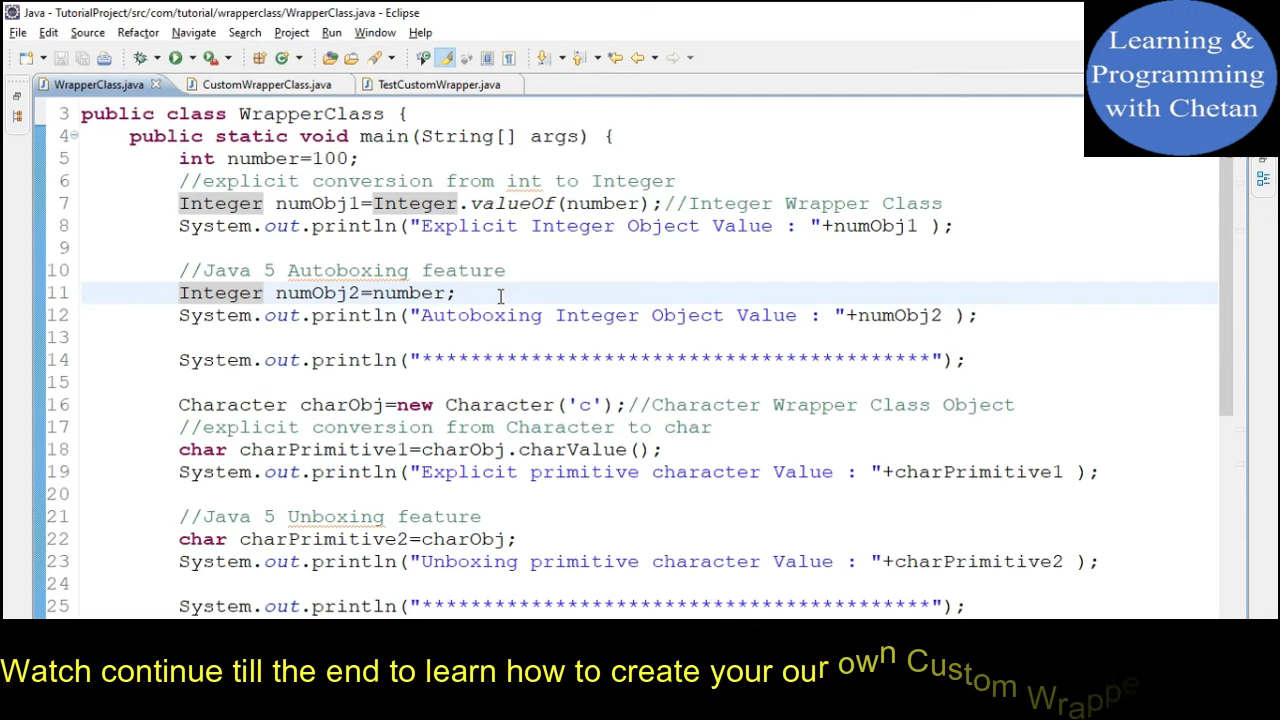 Java - TutorialProject/src/com/tutorial/wrapperclass/WrapperClass.java - Eclipse
File Edit Source Refactor Navigate Search Project Run Window Help
Learning &
Programming
with Chetan
WrapperClass.java CustomWrapperClass.java TestCustomWrapper.java
3 public class WrapperClass {
4 public static void main(String[] args) {
5 int number=100;
6 //explicit conversion from int to Integer
7 Integer numObj1=Integer.valueOf(number);//Integer Wrapper Class
8 System.out.println("Explicit Integer Object Value : "+numObj1 );
9
10 //Java 5 Autoboxing feature
11 Integer numObj2=number;
12 System.out.println("Autoboxing Integer Object Value : "+numObj2 );
13
14 System.out.println("******************************************");
15
16 Character charObj=new Character('c');//Character Wrapper Class Object
17 //explicit conversion from Character to char
18 char charPrimitive1=charObj.charValue();
19 System.out.println("Explicit primitive character Value : "+charPrimitive1 );
20
21 //Java 5 Unboxing feature
22 char charPrimitive2=charObj;
23 System.out.println("Unboxing primitive character Value : "+charPrimitive2 );
24
25 System.out.println("******************************************");
Watch continue till the end to learn how to create your our own Custom Wrappe